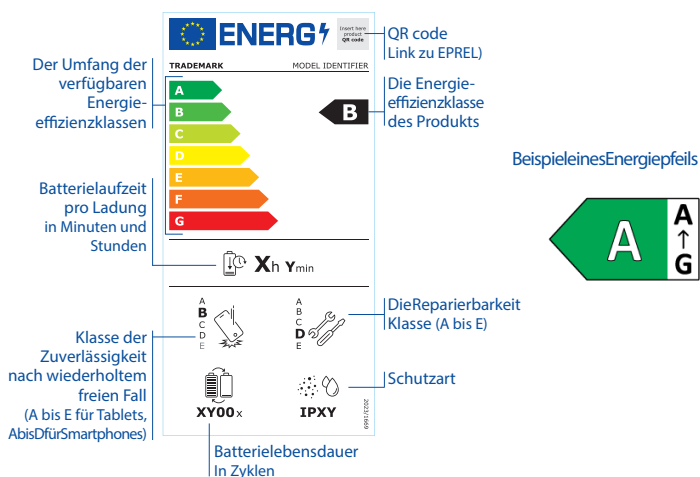 ENERG
Insert here
product
QR code
QR code
Link zu EPREL)
TRADEMARK
MODEL IDENTIFIER
Der Umfang der
verfügbaren
Energie-
effizienzklassen
A
B
C
D
E
F
G
B
Die Energie-
effizienzklasse
des Produkts
BeispieleinesEnergiepfeils
A
A
G
Batterielaufzeit
pro Ladung
in Minuten und
Stunden
Xh Ymin
A
B
C
D
E
A
B
C
D
E
DieReparierbarkeit
Klasse (A bis E)
Klasse der
Zuverlässigkeit
nach wiederholtem
freien Fall
(A bis E für Tablets,
AbisDfürSmartphones)
XY00x
IPXY
Schutzart
2023/1669
Batterielebensdauer
In Zyklen